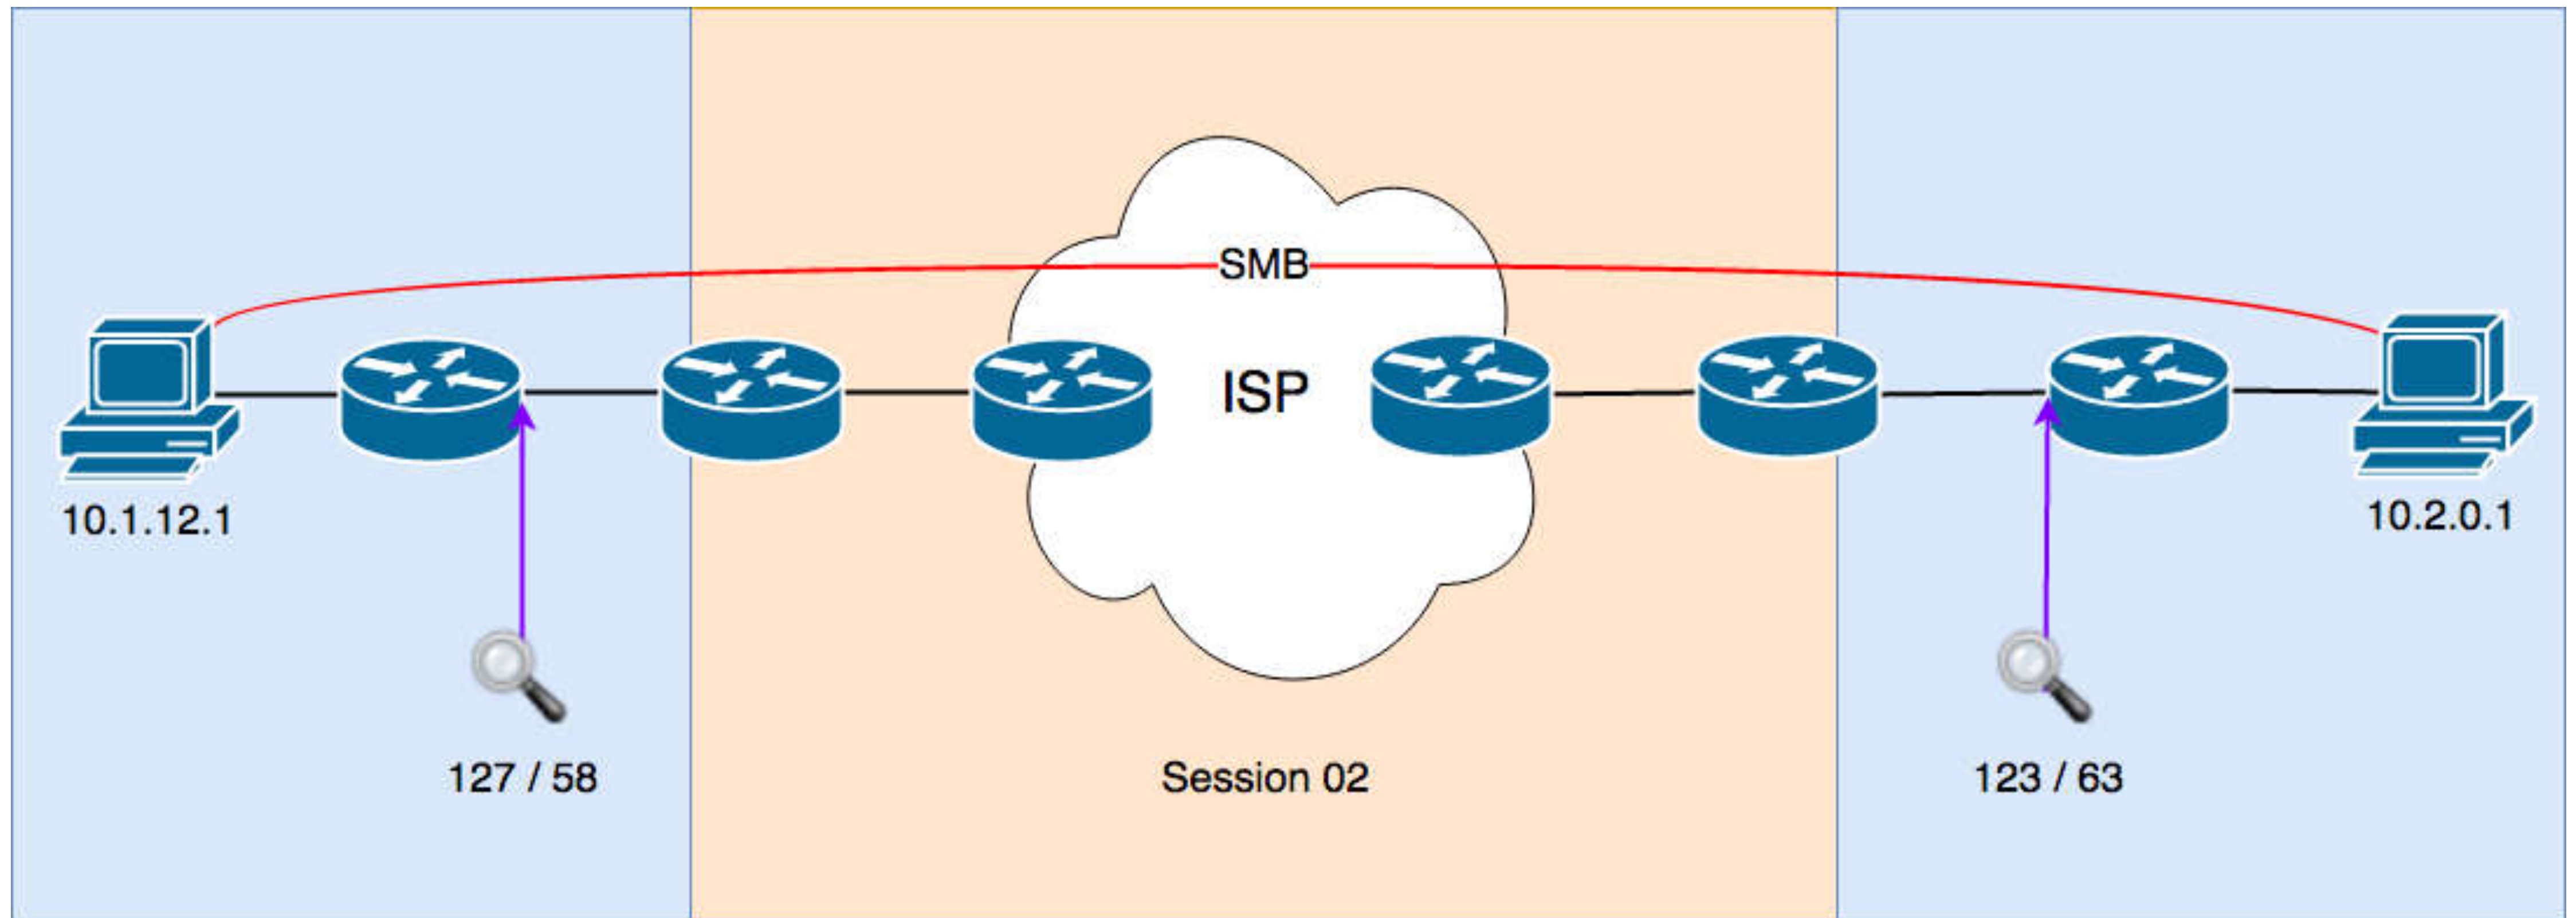 SMB
ISP
10.1.12.1
10.2.0.1
127 / 58
Session 02
123 / 63